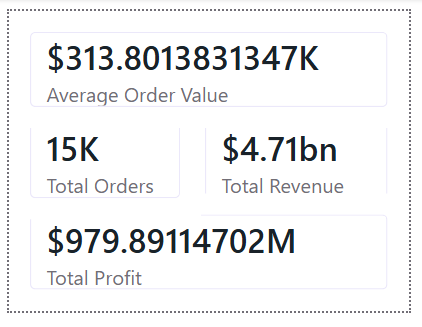 $313.8013831347K
Average Order Value
15K
Total Orders
$4.71bn
Total Revenue
$979.89114702M
Total Profit